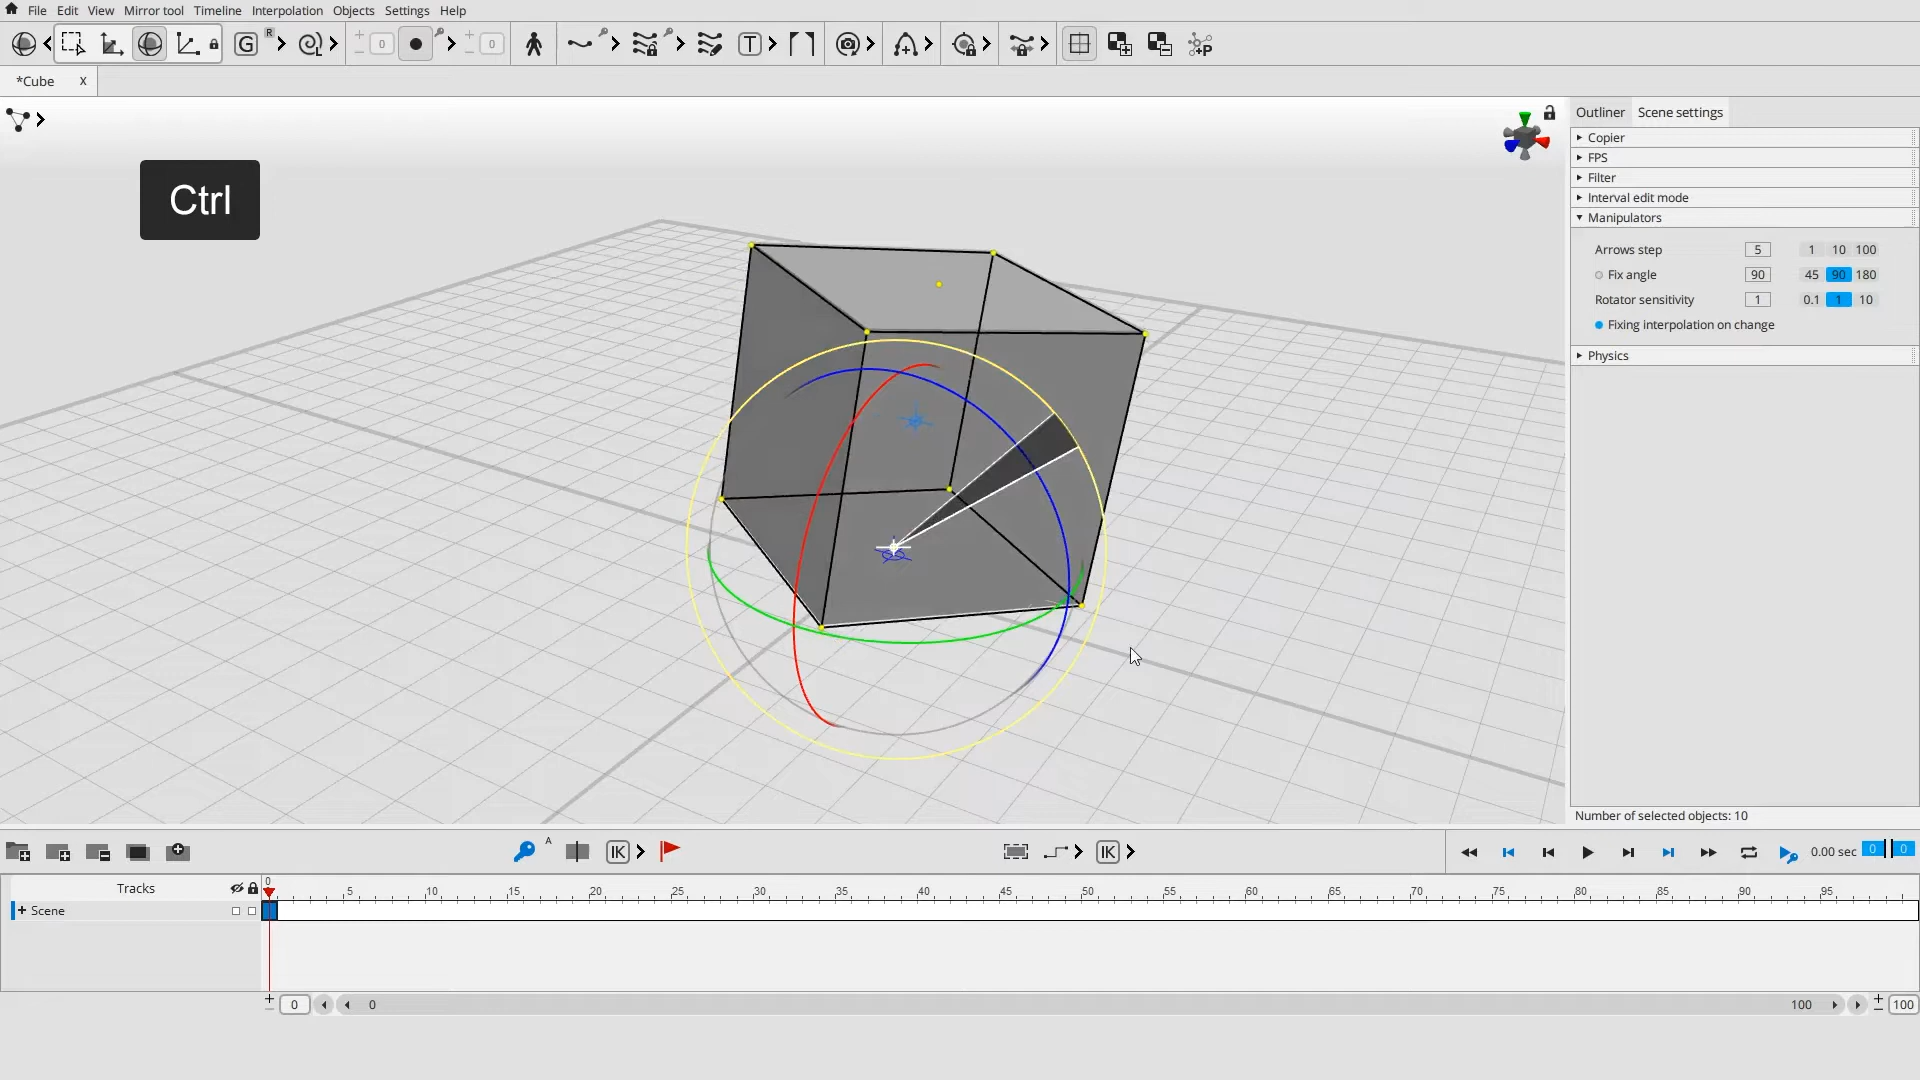 File Edit View Mirror tool Timeline Interpolation Objects Settings Help
G R 0 0 T P
*Cube X
Ctrl
Outliner Scene settings
Copier
FPS
Filter
Interval edit mode
Manipulators
Arrows step 5 1 10 100
Fix angle 90 45 90 180
Rotator sensitivity 1 0.1 1 10
Fixing interpolation on change
Physics
Number of selected objects: 10
A IK IK 0.00 sec 0 0
Tracks 0 5 10 15 20 25 30 35 40 45 50 55 60 65 70 75 80 85 90 95
+ Scene
0 0 100 100